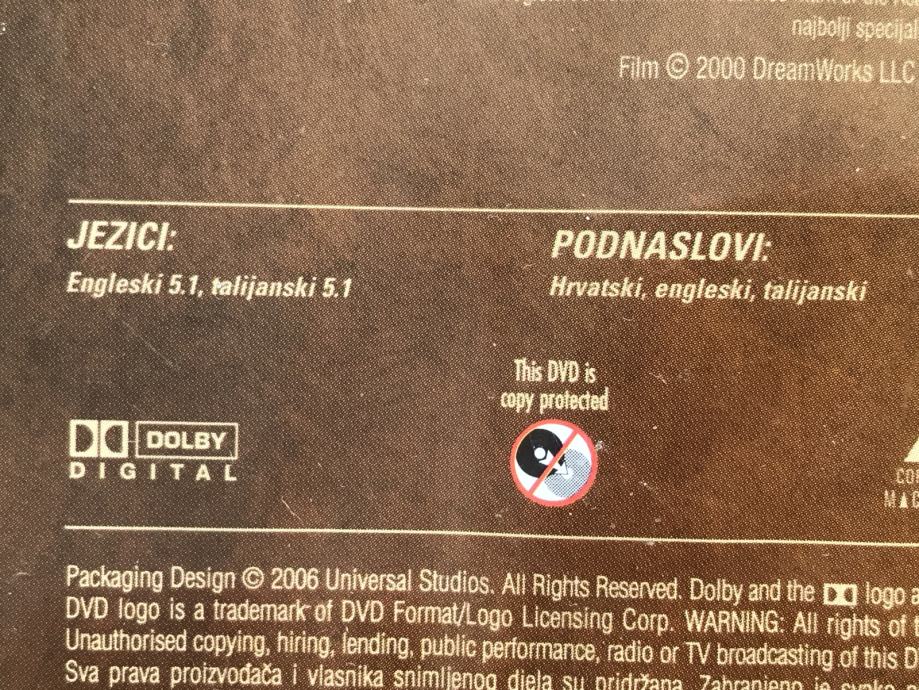 najbolji
Film © 2000 DreamWorks LLC
JEZICI:
Engleski 5.1, talijanski 5.1
PODNASLOVI:
Hrvatski, engleski, talijanski
This DVD is
copy protected
DOLBY
DIGITAL
Packaging Design © 2006 Universal Studios. All Rights Reserved. Dolby and the logo
DVD logo is a trademark of DVD Format/Logo Licensing Corp. WARNING: All rights of
Unauthorised copying, hiring, lending, public performance, radio or TV broadcasting of this
Sva prava proizvođača i vlasnika snimljenog djela su pridržana. Zabranjeno je svako